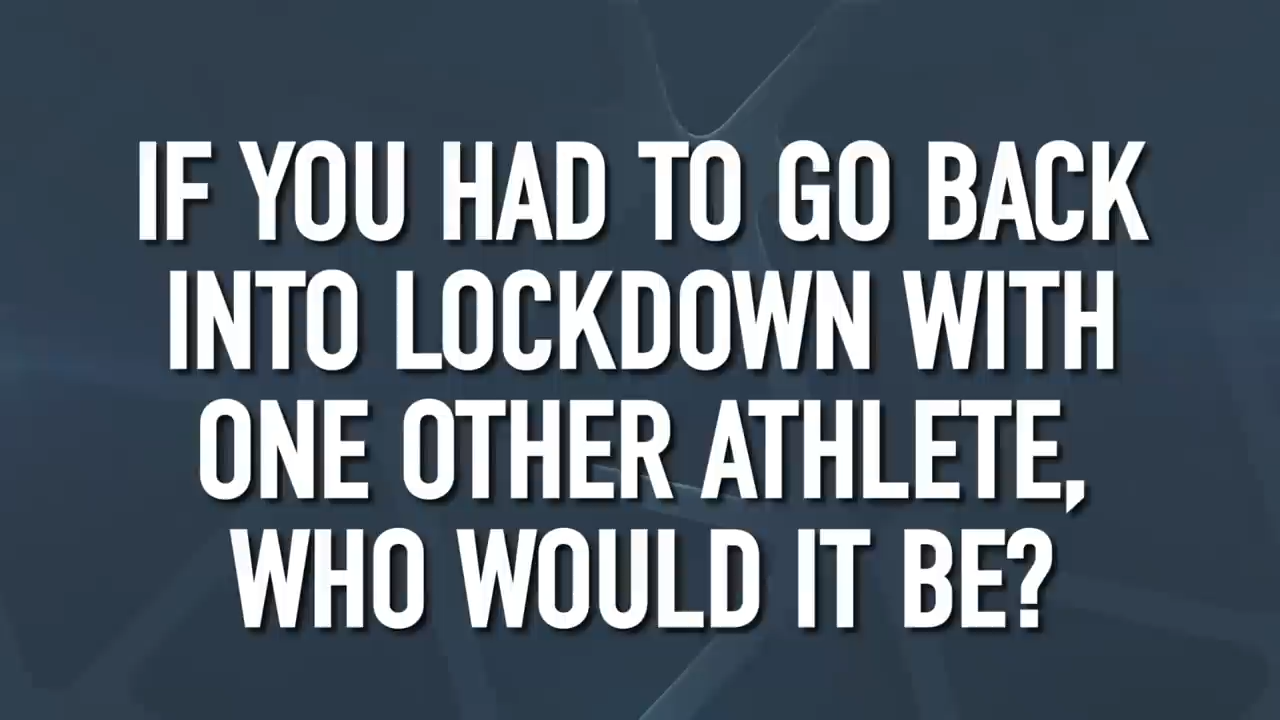 IF YOU HAD TO GO BACK
INTO LOCKDOWN WITH
ONE OTHER ATHLETE,
WHO WOULD IT BE?